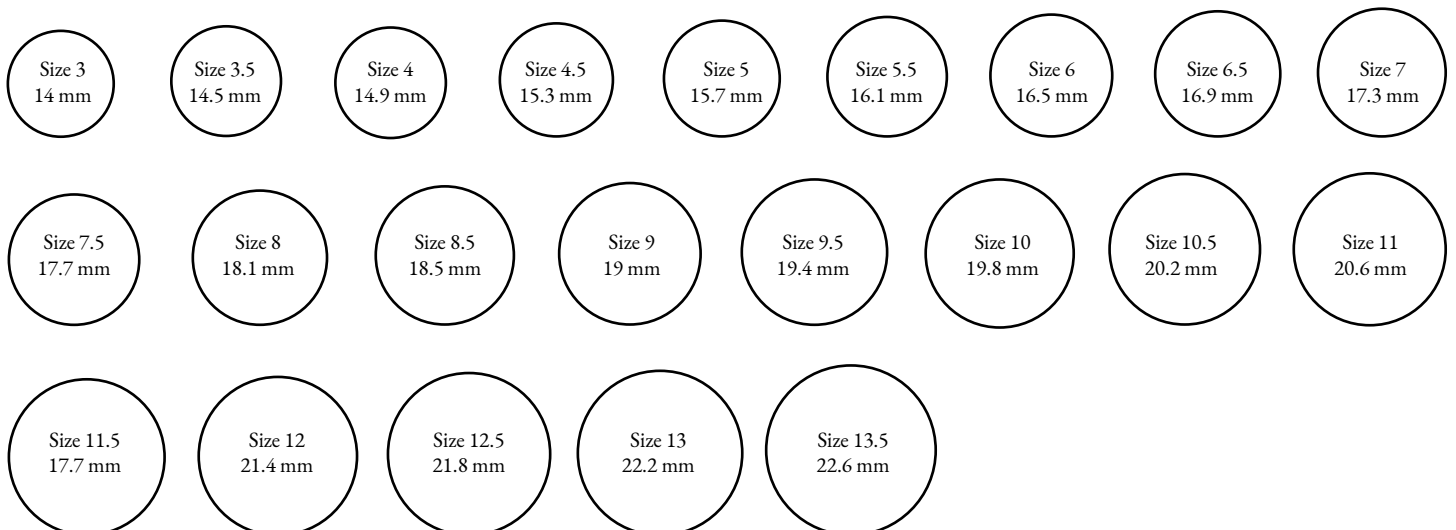 Size 3
14 mm
Size 3.5
14.5 mm
Size 4
14.9 mm
Size 4.5
15.3 mm
Size 5
15.7 mm
Size 5.5
16.1 mm
Size 6
16.5 mm
Size 6.5
16.9 mm
Size 7
17.3 mm
Size 7.5
17.7 mm
Size 8
18.1 mm
Size 8.5
18.5 mm
Size 9
19 mm
Size 9.5
19.4 mm
Size 10
19.8 mm
Size 10.5
20.2 mm
Size 11
20.6 mm
Size 11.5
17.7 mm
Size 12
21.4 mm
Size 12.5
21.8 mm
Size 13
22.2 mm
Size 13.5
22.6 mm